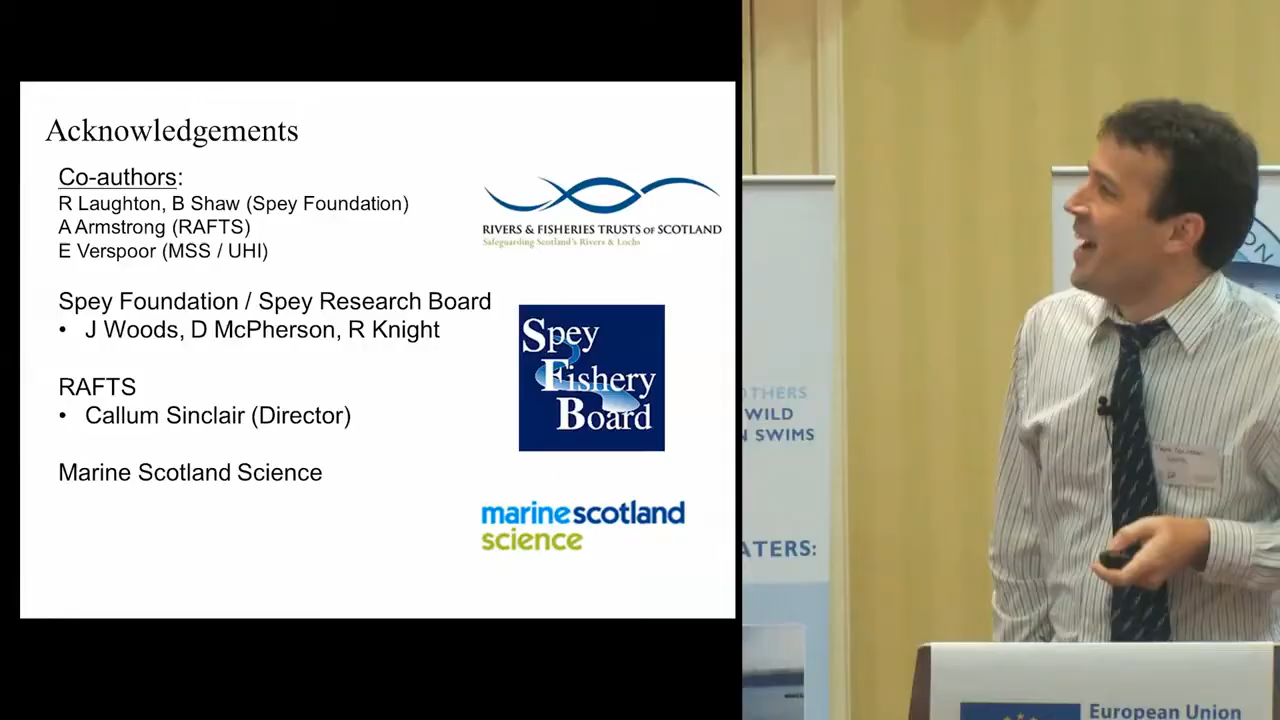 Acknowledgements
Co-authors:
R Laughton, B Shaw (Spey Foundation)
A Armstrong (RAFTS)
E Verspoor (MSS / UHI)
Spey Foundation / Spey Research Board
• J Woods, D McPherson, R Knight
RAFTS
• Callum Sinclair (Director)
Marine Scotland Science
RIVERS & FISHERIES TRUSTS OF SCOTLAND
Safeguarding Scotland's Rivers & Lochs
Spey
Fishery
Board
marinescotland
science
OTHERS
WILD
N SWIMS
ATERS:
ON
European Union